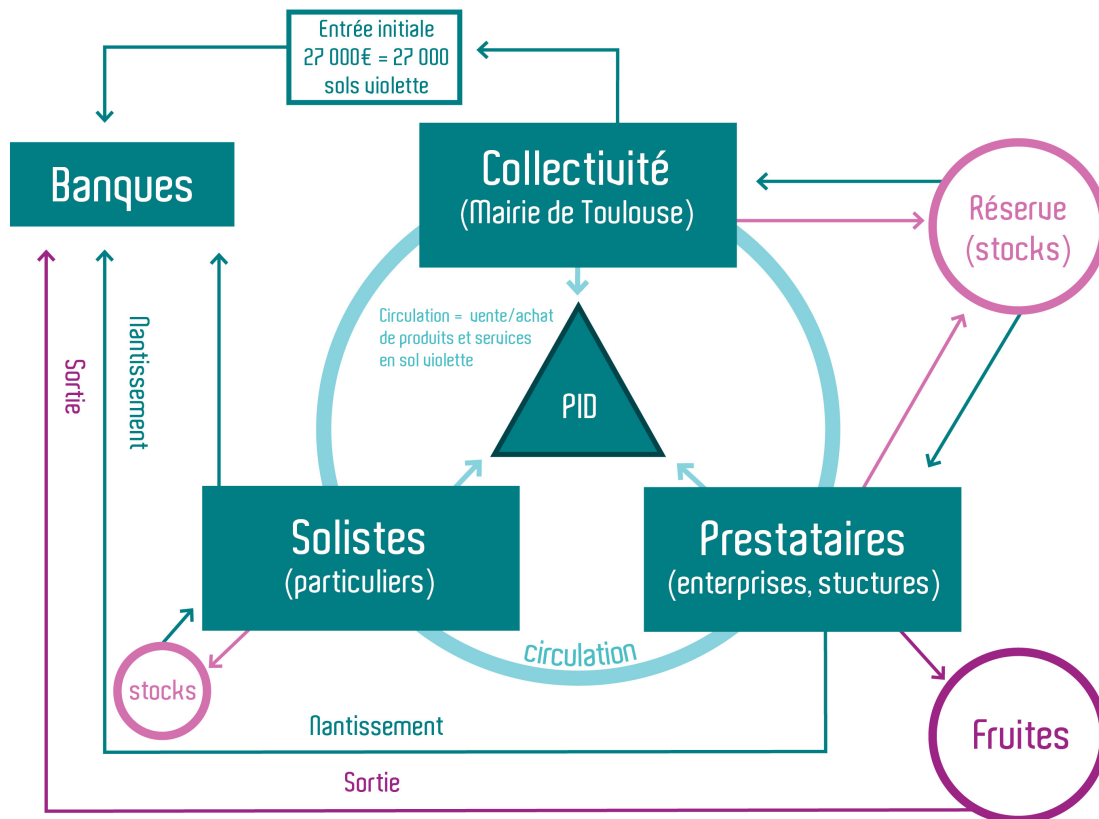 Entrée initiale
27 000€ = 27 000
sols violette
Banques
Collectivité
(Mairie de Toulouse)
Réserve
(stocks)
Circulation = vente/achat
de produits et services
en sol violette
PID
Nantissement
Sortie
Solistes
(particuliers)
Prestataires
(enterprises, stuctures)
circulation
stocks
Nantissement
Fruites
Sortie